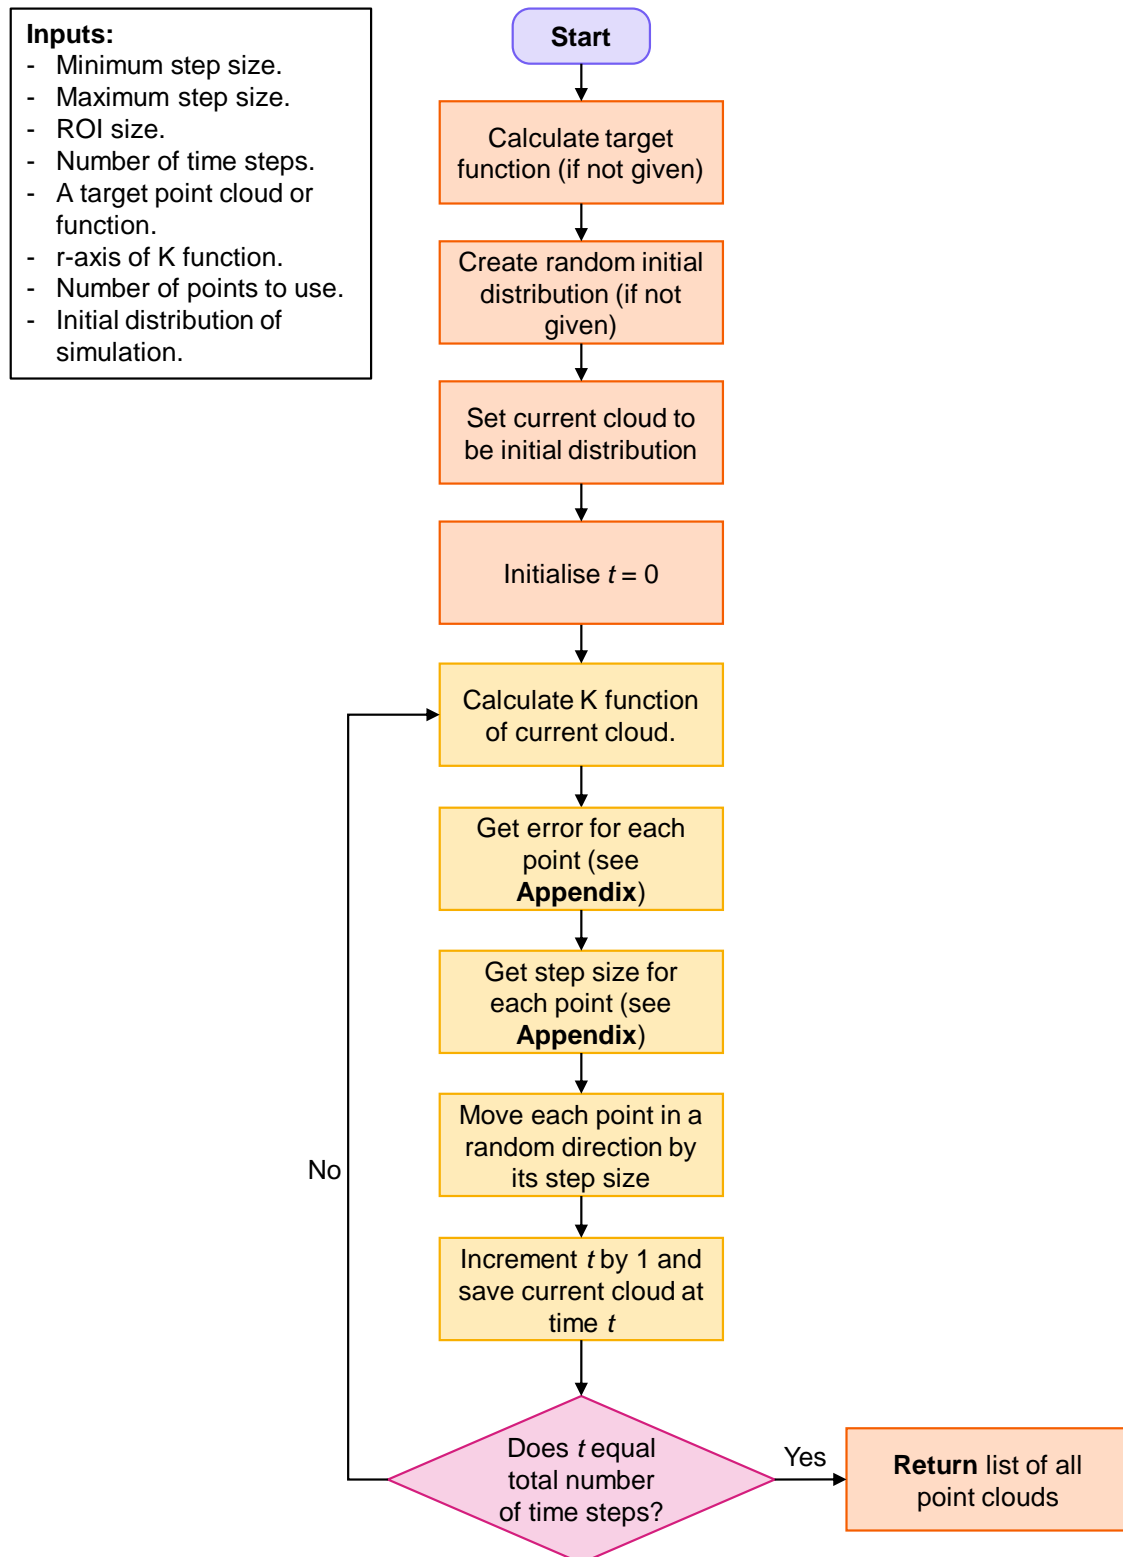 Inputs:
- Minimum step size.
- Maximum step size.
- ROI size.
- Number of time steps.
- A target point cloud or
function.
- r-axis of K function.
- Number of points to use.
- Initial distribution of
simulation.
Start
Calculate target
function (if not given)
Create random initial
distribution (if not
given)
Set current cloud to
be initial distribution
Initialise t = 0
Calculate K function
of current cloud.
Get error for each
point (see
Appendix)
Get step size for
each point (see
Appendix)
Move each point in a
random direction by
its step size
No
Increment t by 1 and
save current cloud at
time t
Does t equal
total number
of time steps?
Yes
Return list of all
point clouds